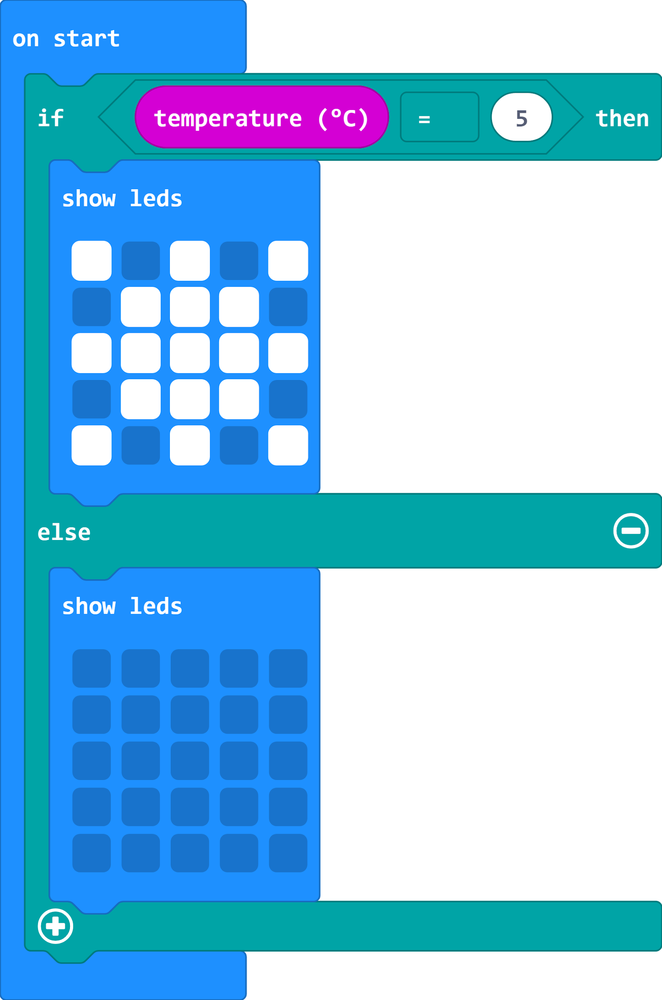 on start
if temperature (°C) = 5 then
show leds
else
show leds